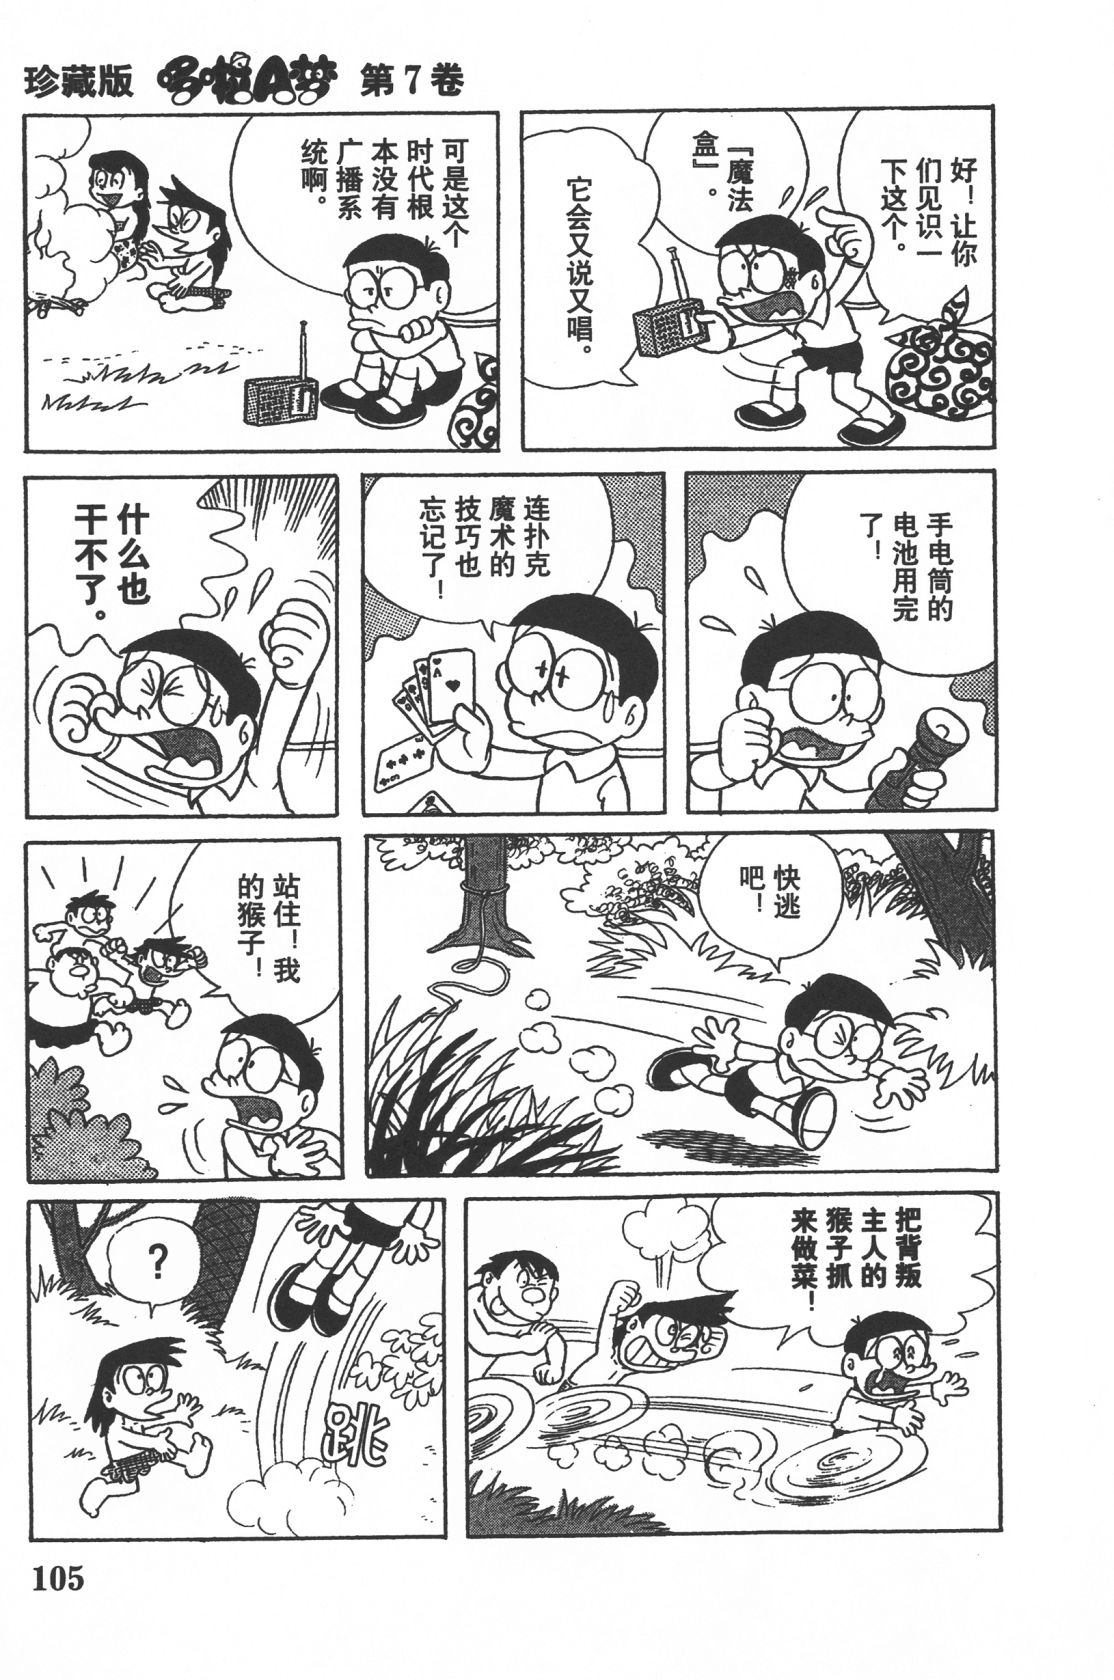 珍藏版 哆啦A梦 第7卷
好！让你
们见识一
下这个。
『魔法
盒』。
它会又说又唱。
可是这个
时代根
本没有
广播系
统啊。
手电筒的
电池用完
了！
连扑克
魔术的
技巧也
忘记了！
什么也
干不了。
快逃
吧！
站住！我
的猴子！
把背叛
主人的
猴子抓
来做菜！
？
跳
105